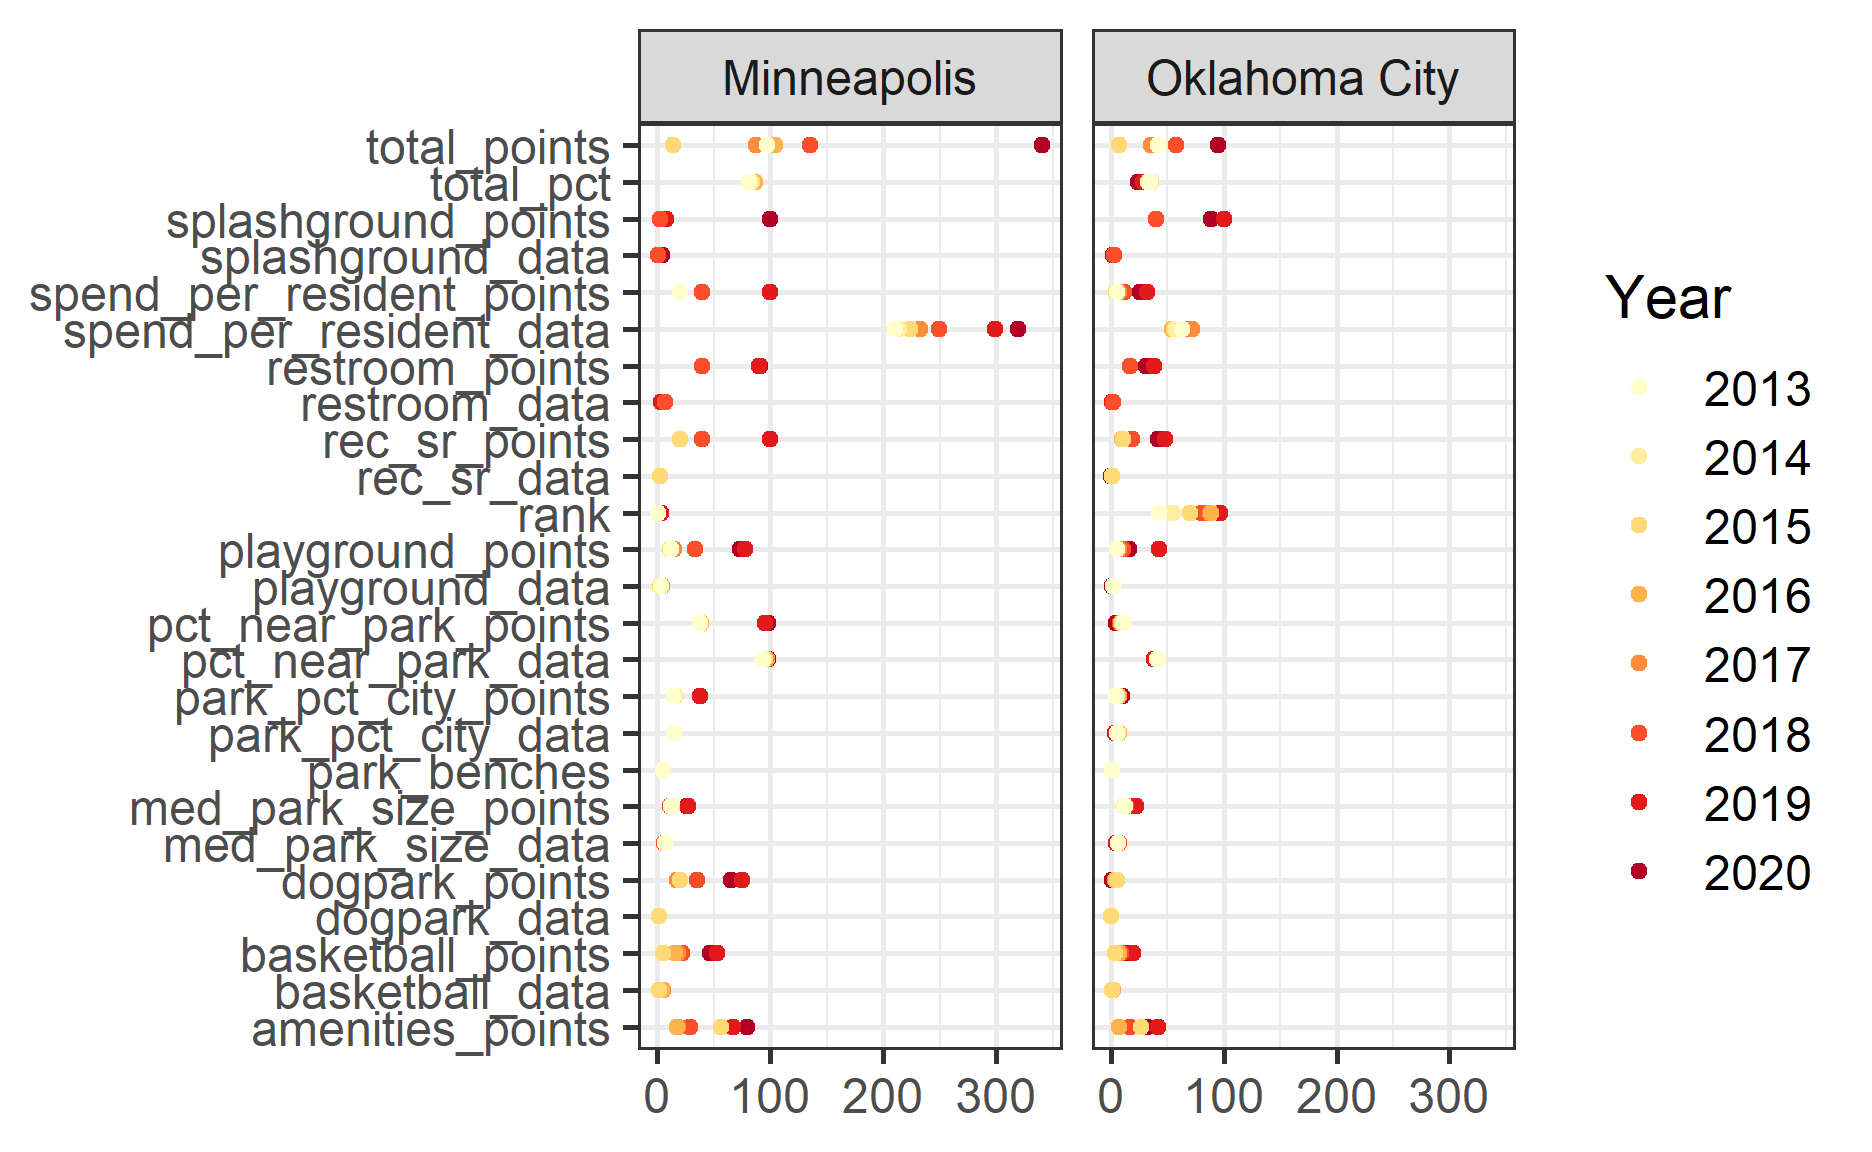 Minneapolis
Oklahoma City
total_points
total_pct
splashground_points
splashground_data
spend_per_resident_points
spend_per_resident_data
restroom_points
restroom_data
rec_sr_points
rec_sr_data
rank
playground_points
playground_data
pct_near_park_points
pct_near_park_data
park_pct_city_points
park_pct_city_data
park_benches
med_park_size_points
med_park_size_data
dogpark_points
dogpark_data
basketball_points
basketball_data
amenities_points
0 100 200 300
0 100 200 300
Year
2013
2014
2015
2016
2017
2018
2019
2020